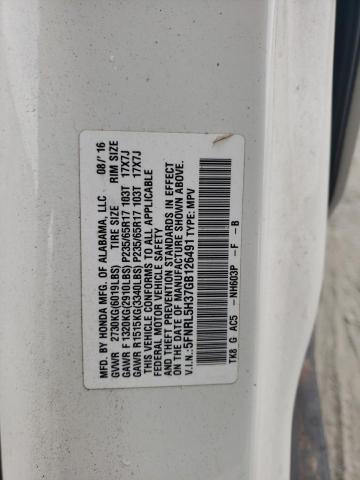 MFD. BY HONDA MFG. OF ALABAMA, LLC 08/'16
GVWR 2730KG(6019LBS) TIRE SIZE RIM SIZE
GAWR F 1320KG(2910LBS) P235/65R17 103T 17X7J
GAWR R1515KG(3340LBS) P235/65R17 103T 17X7J
THIS VEHICLE CONFORMS TO ALL APPLICABLE
FEDERAL MOTOR VEHICLE SAFETY
AND THEFT PREVENTION STANDARDS IN EFFECT
ON THE DATE OF MANUFACTURE SHOWN ABOVE.
V.I.N.:5FNRL5H37GB126491 TYPE: MPV
TK8 G AC5 -NH603P -F -B